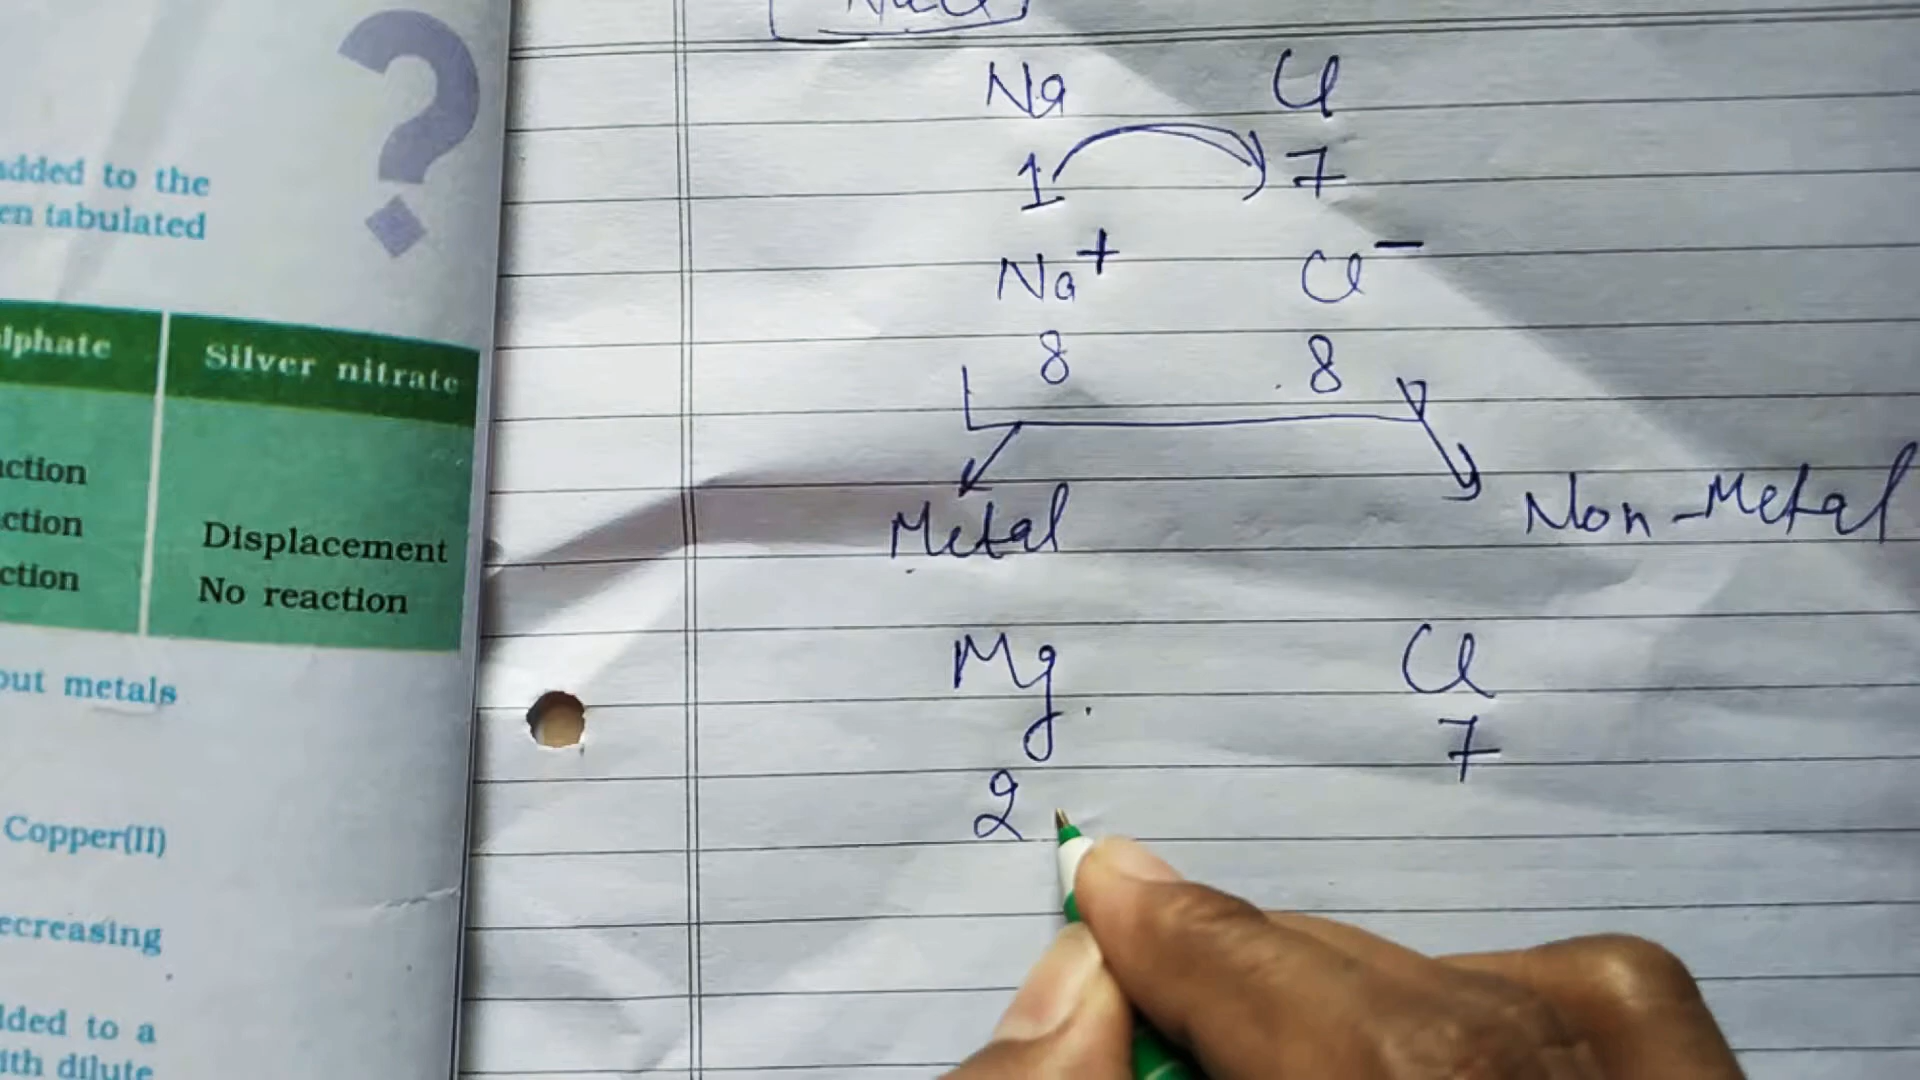 added to the
en tabulated
lphate Silver nitrate
action
ction Displacement
ction No reaction
out metals
Copper(II)
ecreasing
dded to a
ith dilute
Na Cl
1 7
Na+ Cl−
8 8
Metal Non-Metal
Mg Cl
2 7